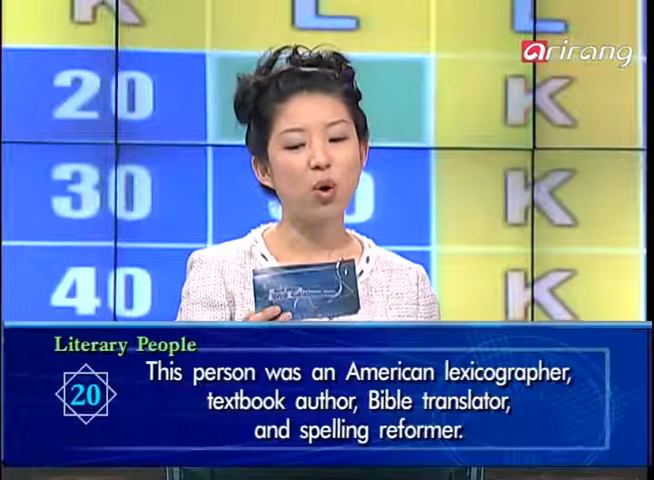 L L
arirang
20 K
30 K
40 K
Literary People
20
This person was an American lexicographer,
textbook author, Bible translator,
and spelling reformer.